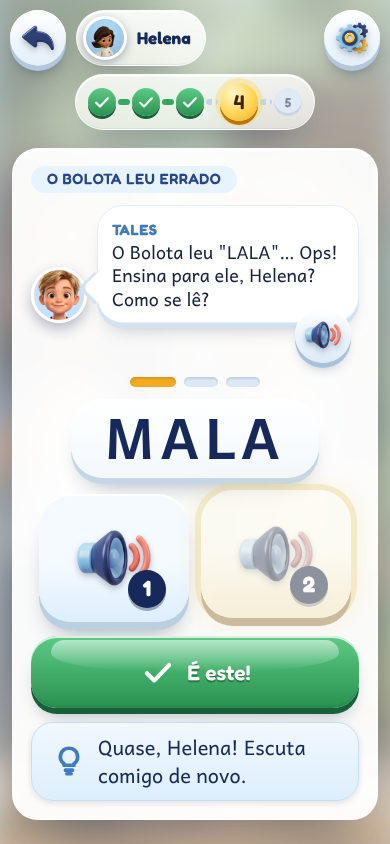 Helena
4
5
O BOLOTA LEU ERRADO
TALES
O Bolota leu "LALA"... Ops!
Ensina para ele, Helena?
Como se lê?
MALA
1
2
É este!
Quase, Helena! Escuta
comigo de novo.